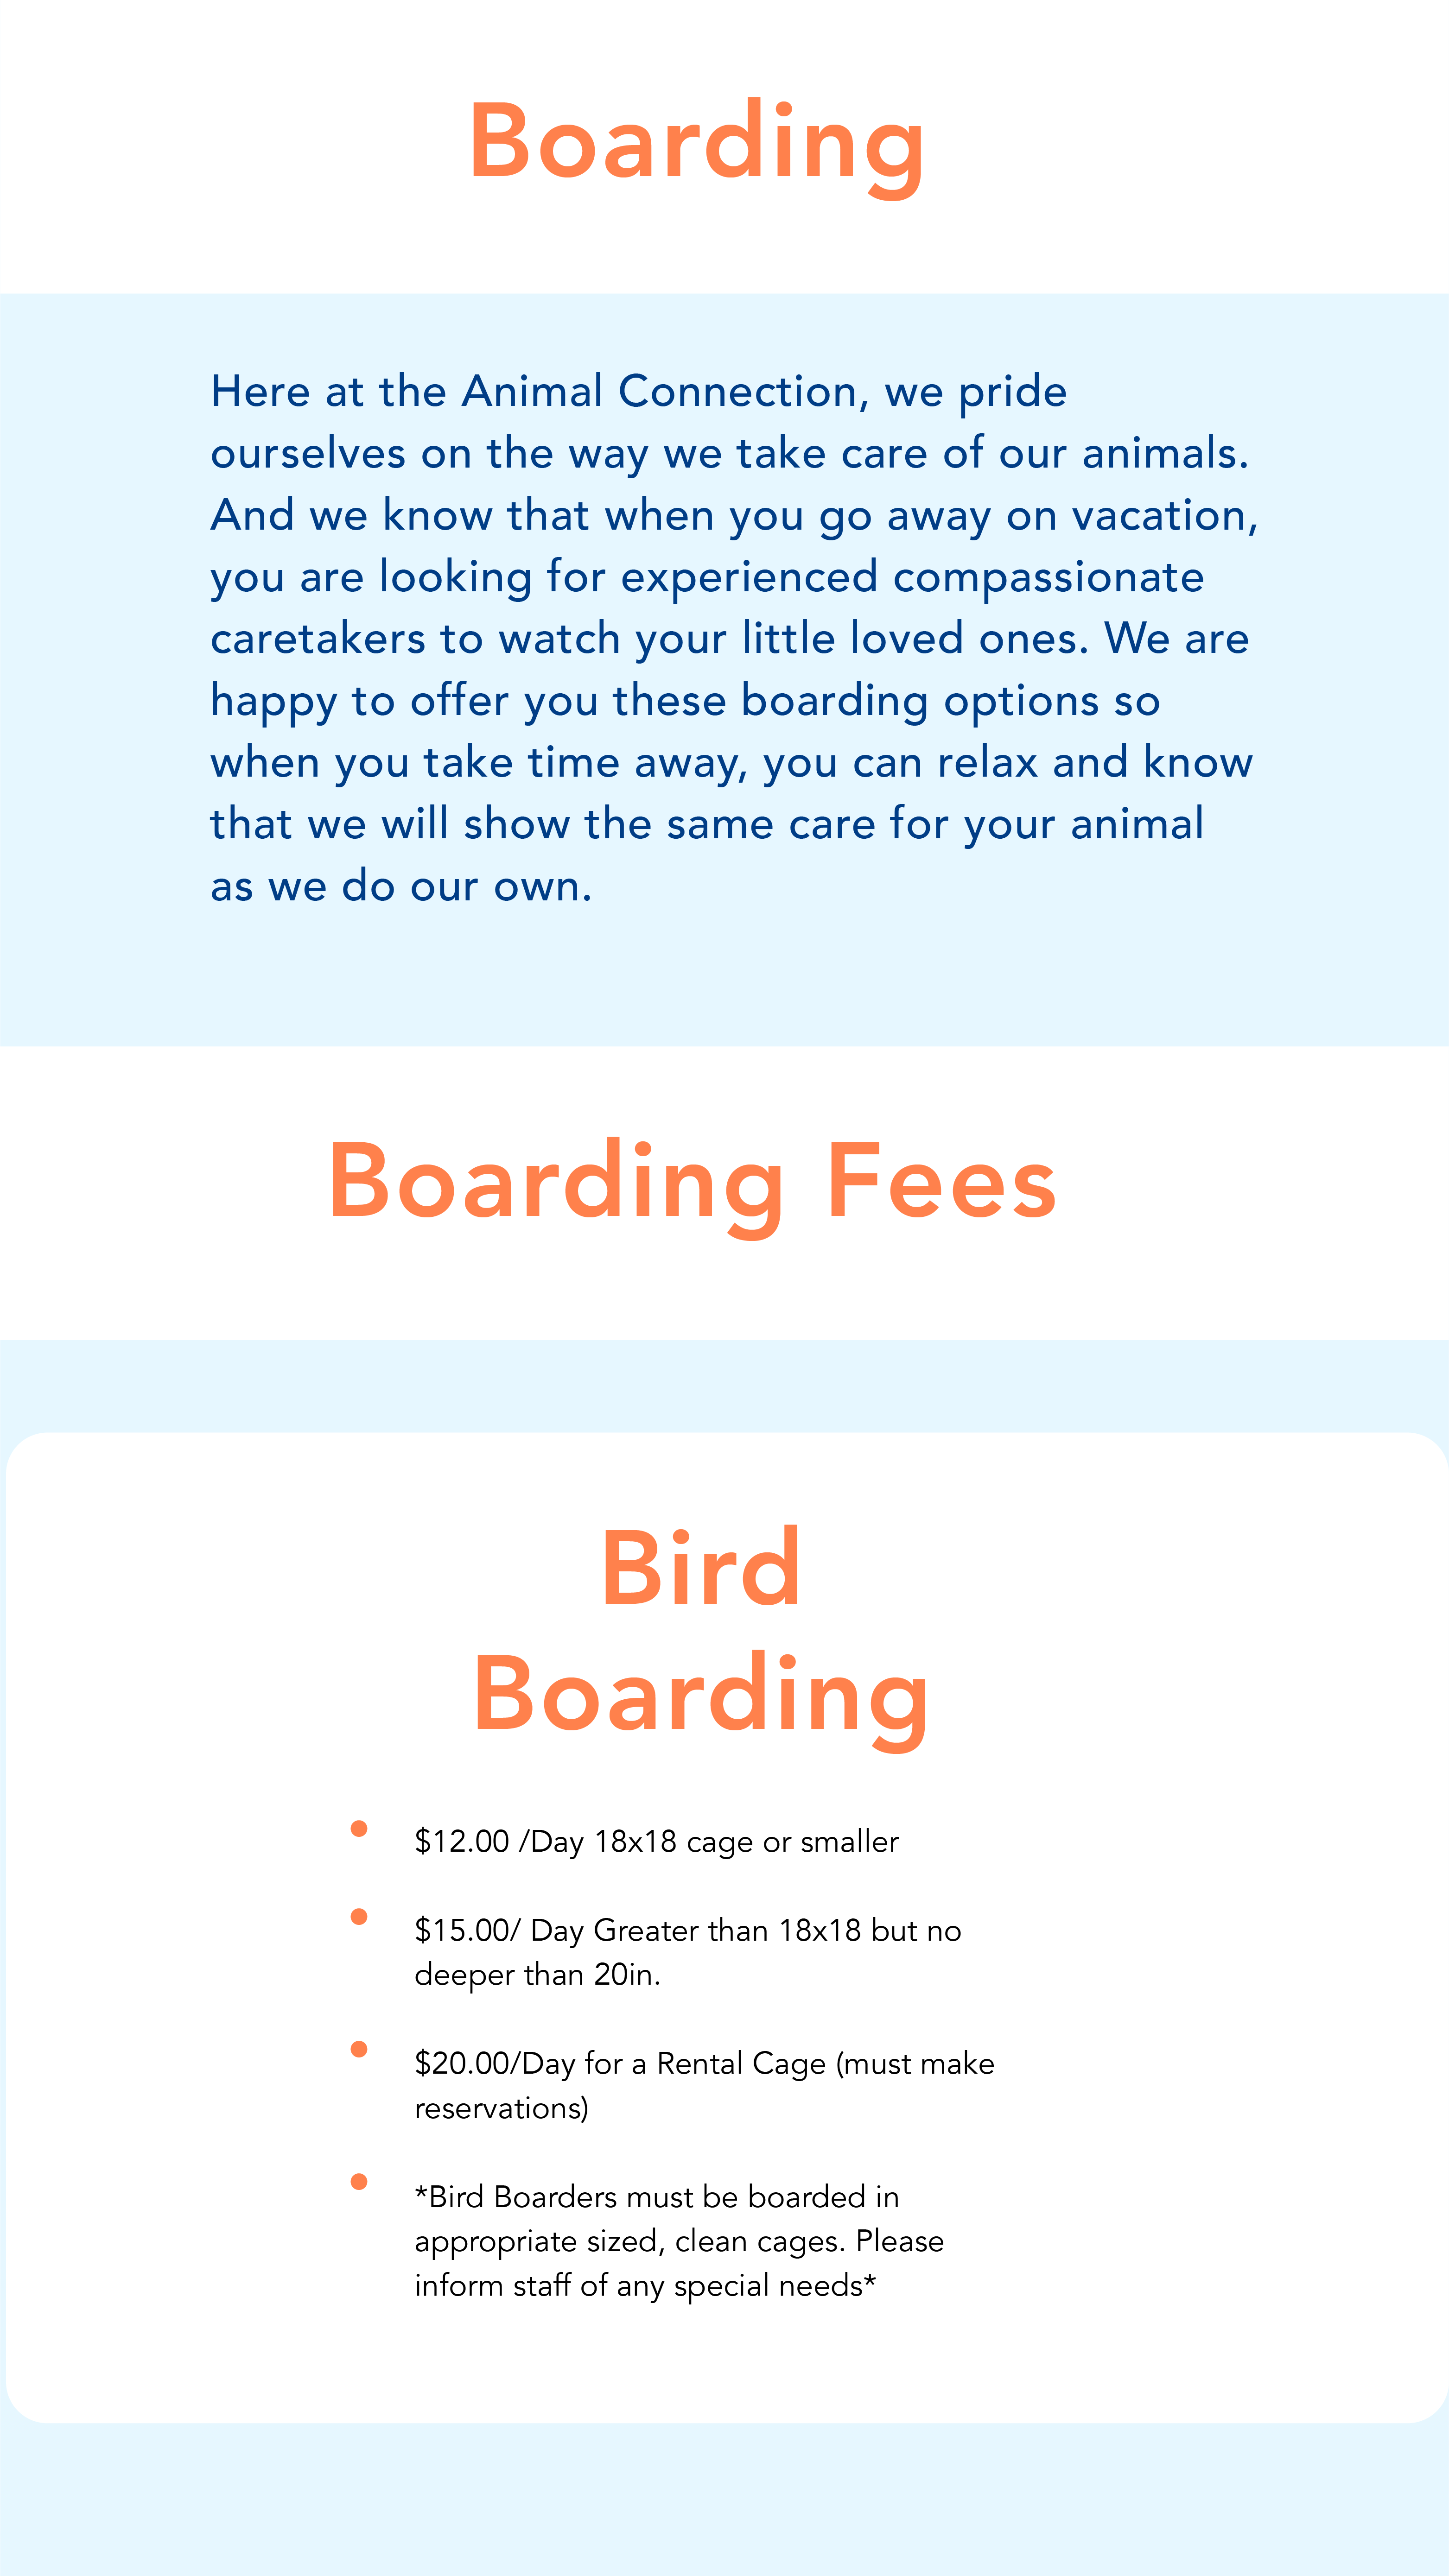 Boarding
Here at the Animal Connection, we pride
ourselves on the way we take care of our animals.
And we know that when you go away on vacation,
you are looking for experienced compassionate
caretakers to watch your little loved ones. We are
happy to offer you these boarding options so
when you take time away, you can relax and know
that we will show the same care for your animal
as we do our own.
Boarding Fees
Bird
Boarding
• $12.00 /Day 18x18 cage or smaller
• $15.00/ Day Greater than 18x18 but no
deeper than 20in.
• $20.00/Day for a Rental Cage (must make
reservations)
• *Bird Boarders must be boarded in
appropriate sized, clean cages. Please
inform staff of any special needs*